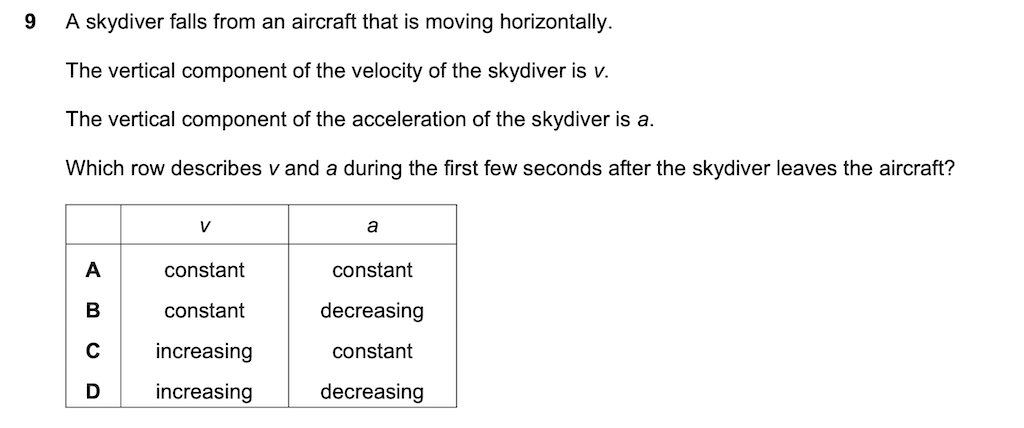 9 A skydiver falls from an aircraft that is moving horizontally.
The vertical component of the velocity of the skydiver is v.
The vertical component of the acceleration of the skydiver is a.
Which row describes v and a during the first few seconds after the skydiver leaves the aircraft?
v a
A constant constant
B constant decreasing
C increasing constant
D increasing decreasing